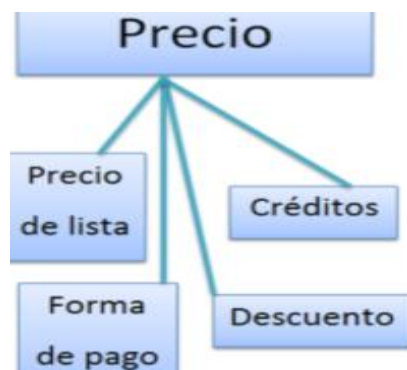 Precio
Precio
de lista
Créditos
Forma
de pago
Descuento